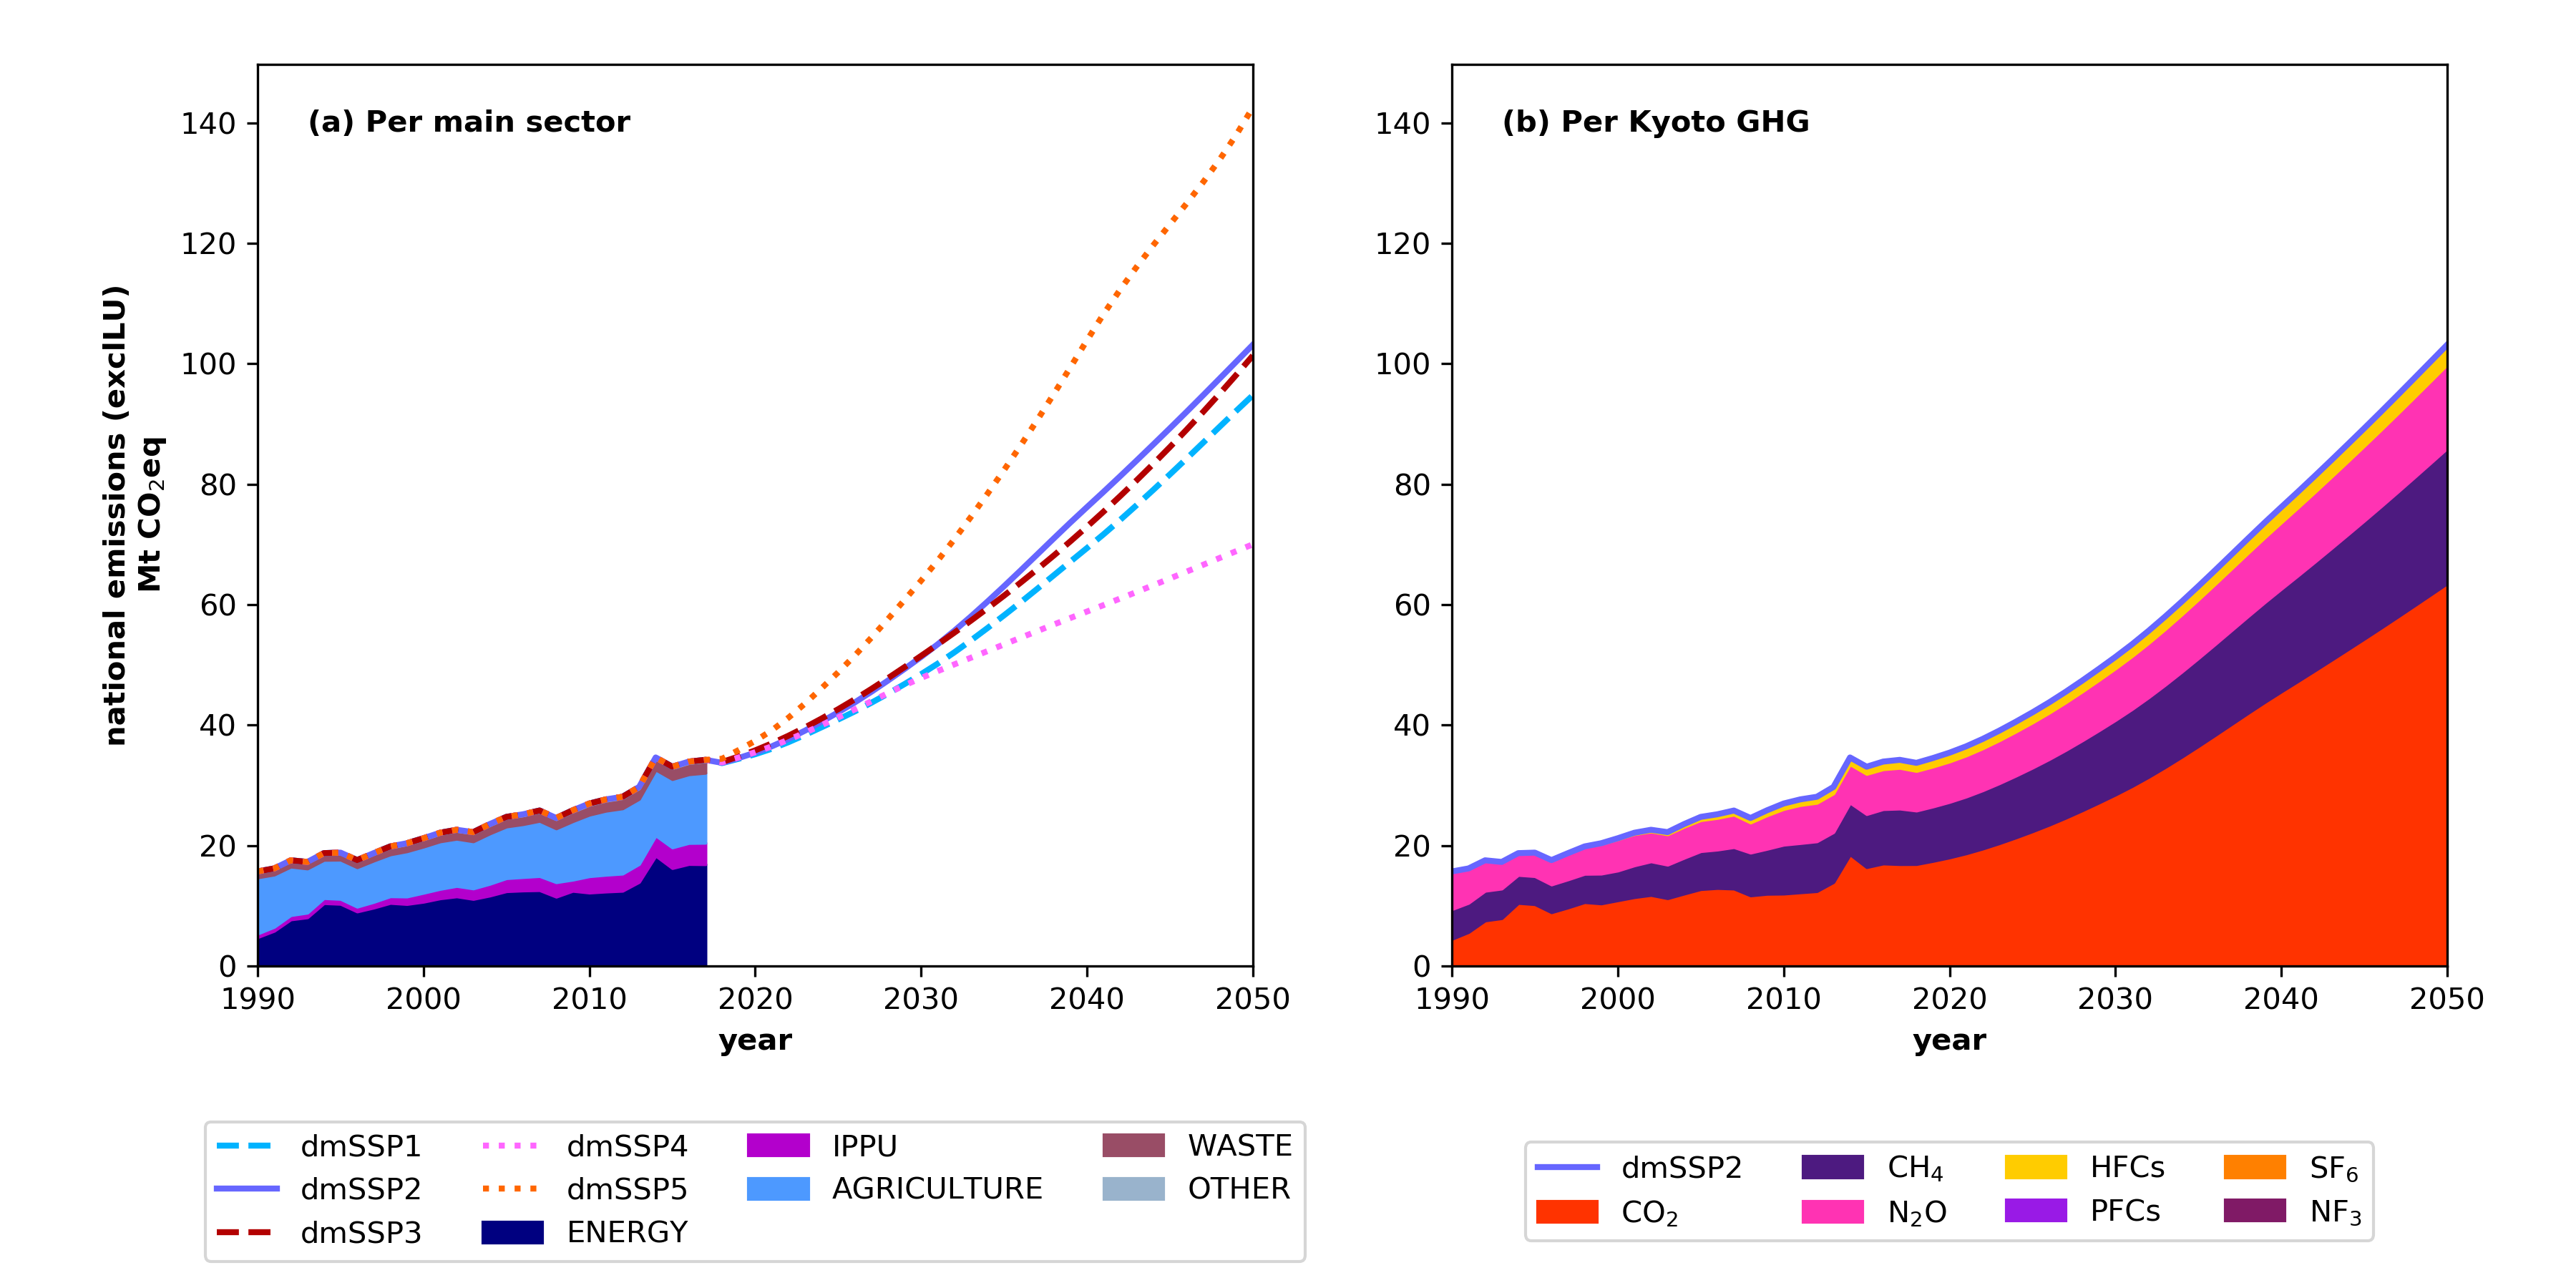 (a) Per main sector
national emissions (exclLU)
Mt CO₂eq
140
120
100
80
60
40
20
0
1990 2000 2010 2020 2030 2040 2050
year
(b) Per Kyoto GHG
140
120
100
80
60
40
20
0
1990 2000 2010 2020 2030 2040 2050
year
dmSSP1 dmSSP4 IPPU WASTE
dmSSP2 dmSSP5 AGRICULTURE OTHER
dmSSP3 ENERGY
dmSSP2 CH₄ HFCs SF₆
CO₂ N₂O PFCs NF₃